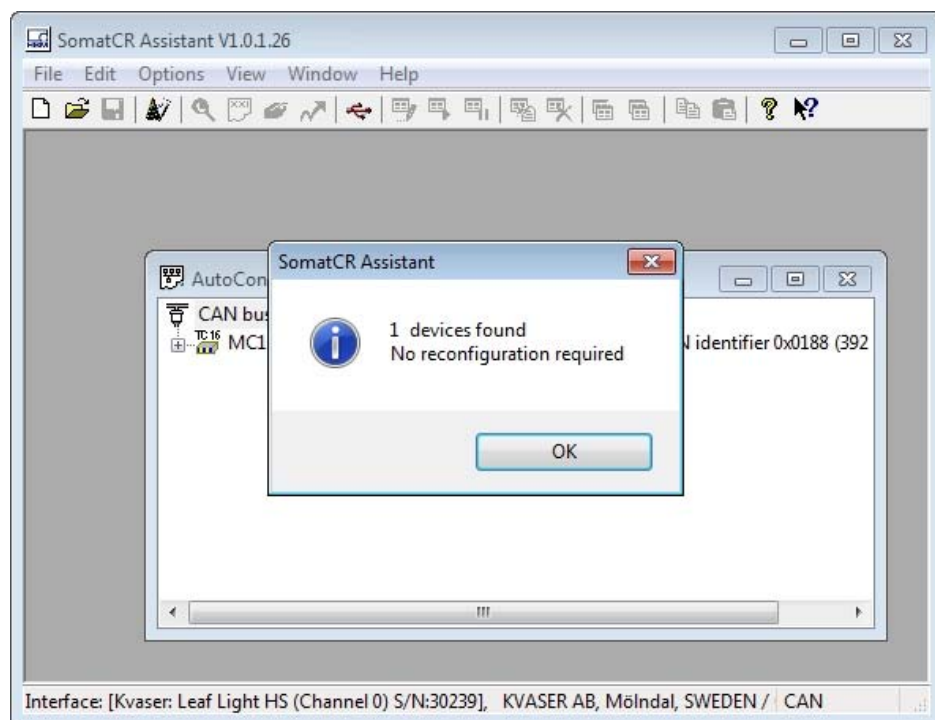 SomatCR Assistant V1.0.1.26
File Edit Options View Window Help
SomatCR Assistant
AutoCon
CAN bus
1 devices found
No reconfiguration required
MC1
identifier 0x0188 (392
OK
Interface: [Kvaser: Leaf Light HS (Channel 0) S/N:30239], KVASER AB, Mölndal, SWEDEN / CAN